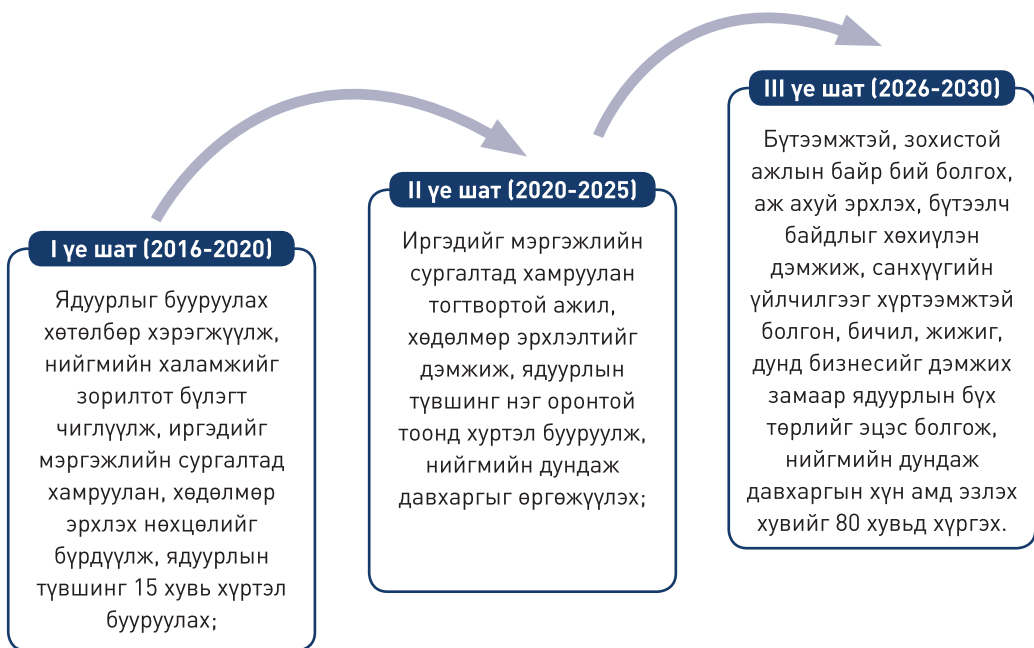 I үе шат (2016-2020)
Ядуурлыг бууруулах
хөтөлбөр хэрэгжүүлж,
нийгмийн халамжийг
зорилтот бүлэгт
чиглүүлж, иргэдийг
мэргэжлийн сургалтад
хамруулан, хөдөлмөр
эрхлэх нөхцөлийг
бүрдүүлж, ядуурлын
түвшинг 15 хувь хүртэл
бууруулах;
II үе шат (2020-2025)
Иргэдийг мэргэжлийн
сургалтад хамруулан
тогтвортой ажил,
хөдөлмөр эрхлэлтийг
дэмжиж, ядуурлын
түвшинг нэг оронтой
тоонд хүртэл бууруулж,
нийгмийн дундаж
давхаргыг өргөжүүлэх;
III үе шат (2026-2030)
Бүтээмжтэй, зохистой
ажлын байр бий болгох,
аж ахуй эрхлэх, бүтээлч
байдлыг хөхиүлэн
дэмжиж, санхүүгийн
үйлчилгээг хүртээмжтэй
болгон, бичил, жижиг,
дунд бизнесийг дэмжих
замаар ядуурлын бүх
төрлийг эцэс болгож,
нийгмийн дундаж
давхаргын хүн амд эзлэх
хувийг 80 хувьд хүргэх.